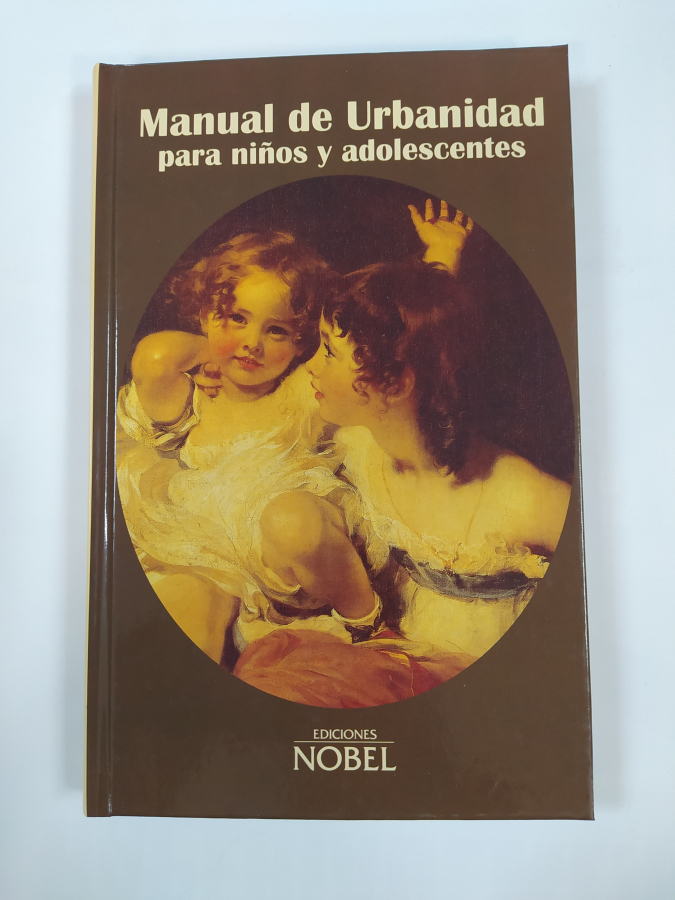 Manual de Urbanidad
para niños y adolescentes
EDICIONES
NOBEL